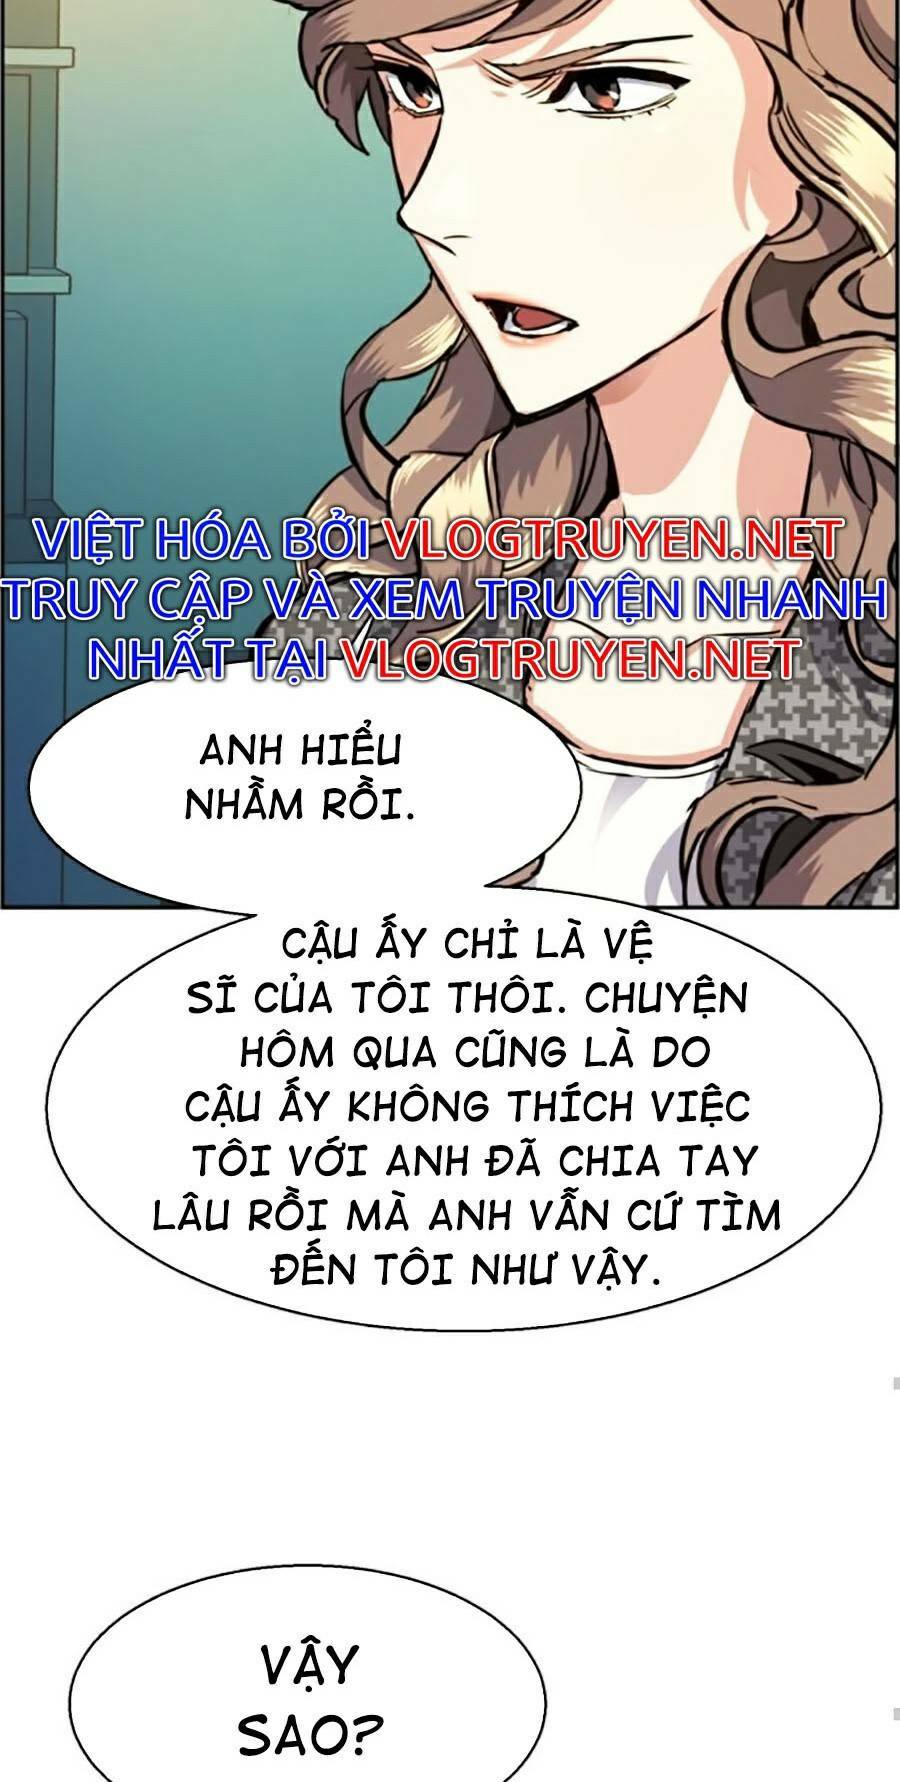 VIỆT HÓA BỞI VLOGTRUYEN.NET
TRUY CẬP VÀ XEM TRUYỆN NHANH
NHẤT TẠI VLOGTRUYEN.NET
ANH HIỂU
NHẦM RỒI.
CẬU ẤY CHỈ LÀ VỆ
SĨ CỦA TÔI THÔI. CHUYỆN
HÔM QUA CŨNG LÀ DO
CẬU ẤY KHÔNG THÍCH VIỆC
TÔI VỚI ANH ĐÃ CHIA TAY
LÂU RỒI MÀ ANH VẪN CỨ TÌM
ĐẾN TÔI NHƯ VẬY.
VẬY
SAO?